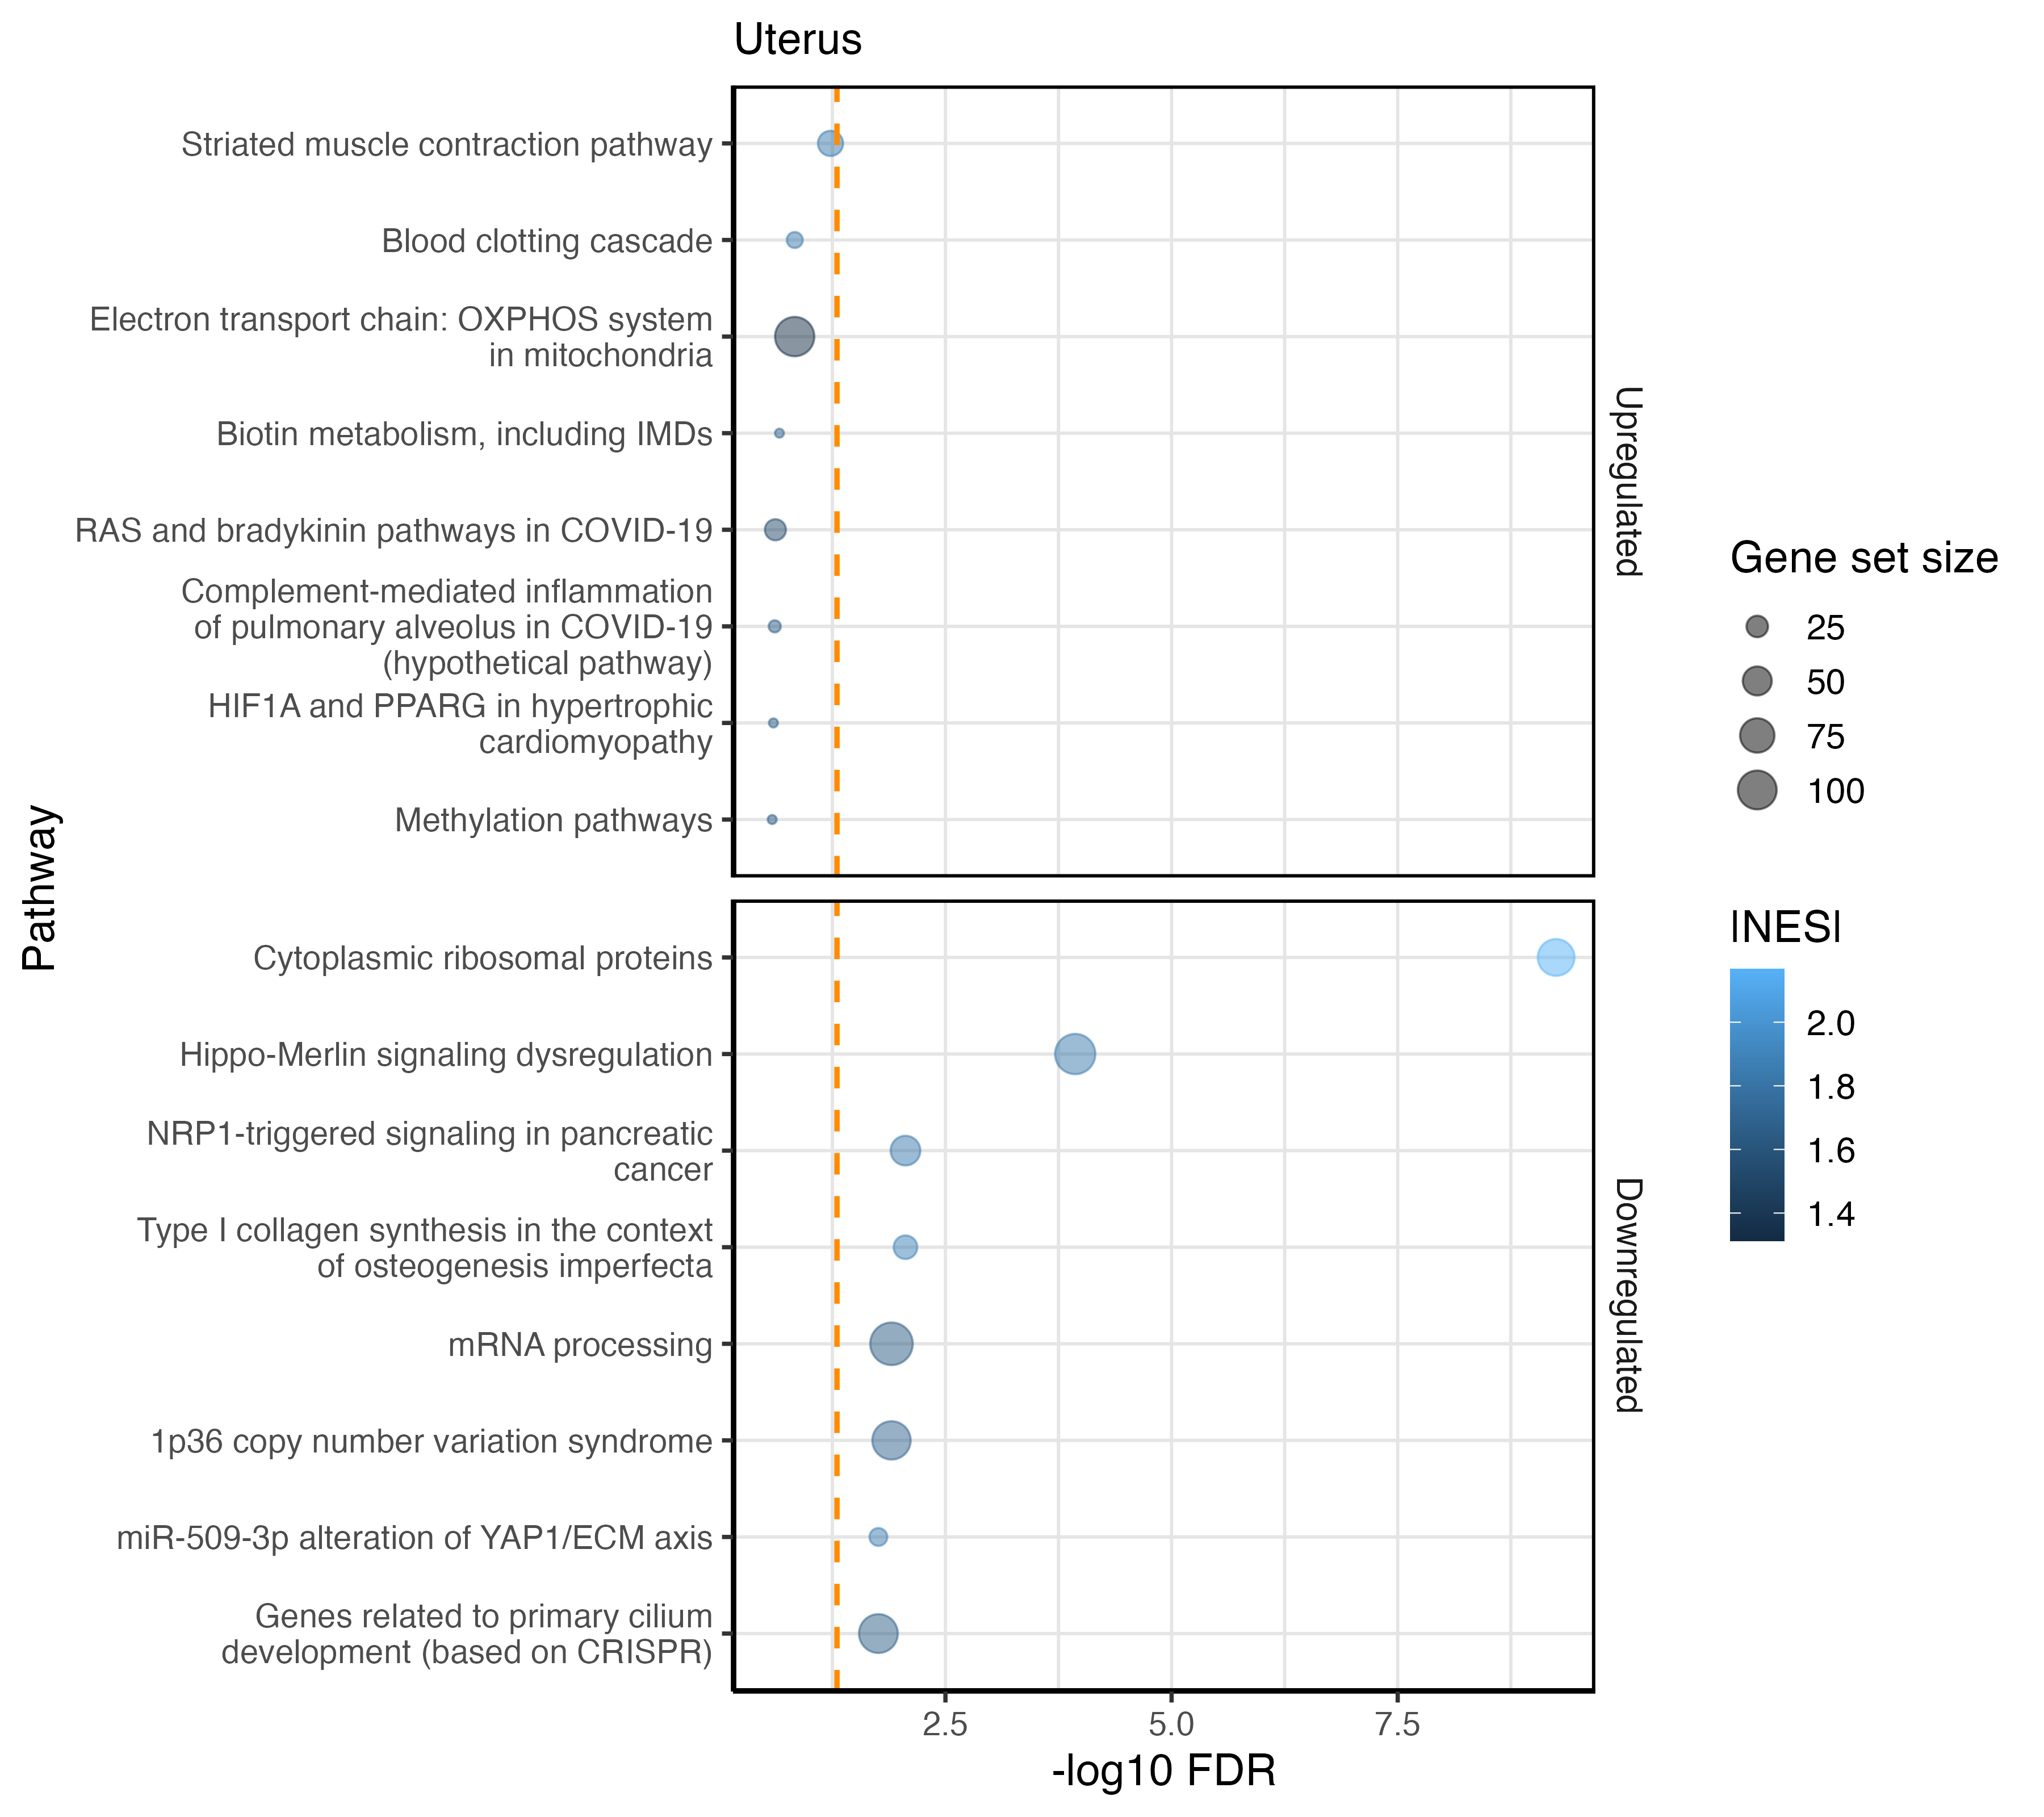 Uterus
Striated muscle contraction pathway
Blood clotting cascade
Electron transport chain: OXPHOS system
in mitochondria
Biotin metabolism, including IMDs
RAS and bradykinin pathways in COVID-19
Complement-mediated inflammation
of pulmonary alveolus in COVID-19
(hypothetical pathway)
HIF1A and PPARG in hypertrophic
cardiomyopathy
Methylation pathways
Upregulated
Cytoplasmic ribosomal proteins
Hippo-Merlin signaling dysregulation
NRP1-triggered signaling in pancreatic
cancer
Type I collagen synthesis in the context
of osteogenesis imperfecta
mRNA processing
1p36 copy number variation syndrome
miR-509-3p alteration of YAP1/ECM axis
Genes related to primary cilium
development (based on CRISPR)
Downregulated
Pathway
2.5
5.0
7.5
-log10 FDR
Gene set size
25
50
75
100
|NES|
2.0
1.8
1.6
1.4